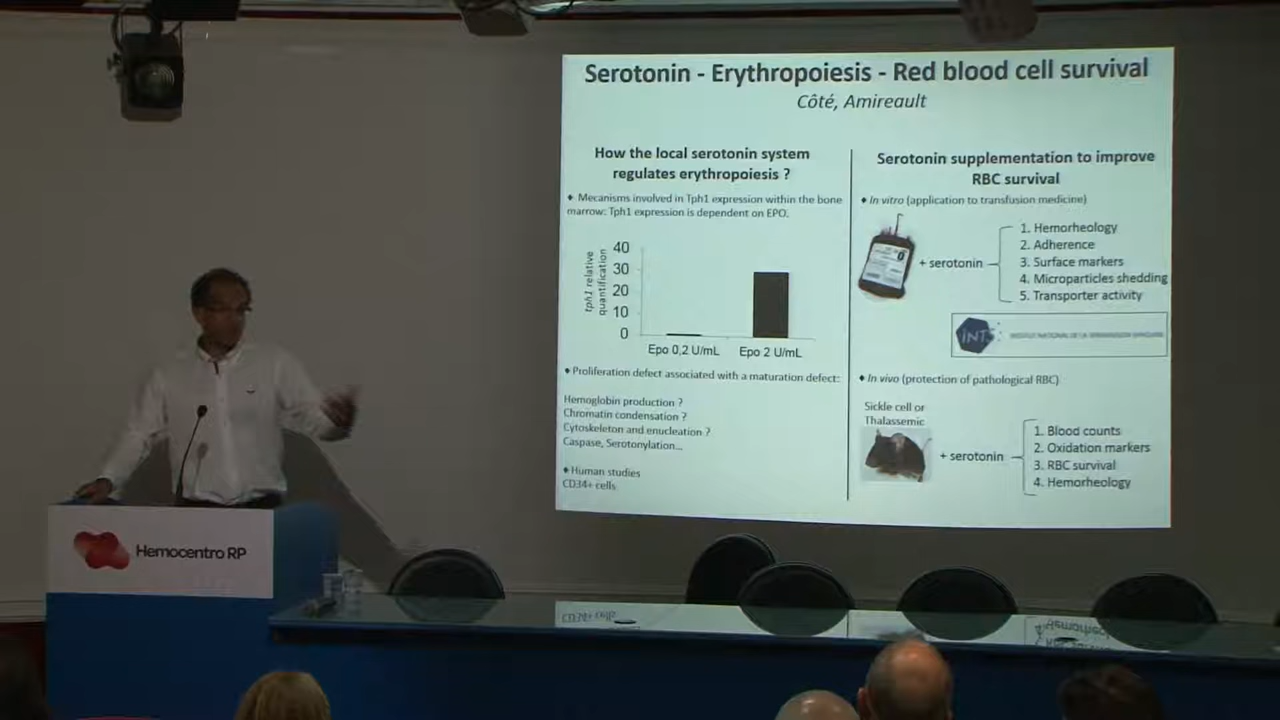 Serotonin - Erythropoiesis - Red blood cell survival
Côté, Amireault
How the local serotonin system
regulates erythropoiesis ?
♦ Mecanisms involved in Tph1 expression within the bone
marrow: Tph1 expression is dependent on EPO.
tph1 relative
quantification
40
30
20
10
0
Epo 0,2 U/mL
Epo 2 U/mL
♦ Proliferation defect associated with a maturation defect:
Hemoglobin production ?
Chromatin condensation ?
Cytoskeleton and enucleation ?
Caspase, Serotonylation...
♦ Human studies
CD34+ cells
Serotonin supplementation to improve
RBC survival
♦ In vitro (application to transfusion medicine)
+ serotonin
1. Hemorheology
2. Adherence
3. Surface markers
4. Microparticles shedding
5. Transporter activity
INTS
♦ In vivo (protection of pathological RBC)
Sickle cell or
Thalassemic
+ serotonin
1. Blood counts
2. Oxidation markers
3. RBC survival
4. Hemorheology
Hemocentro RP